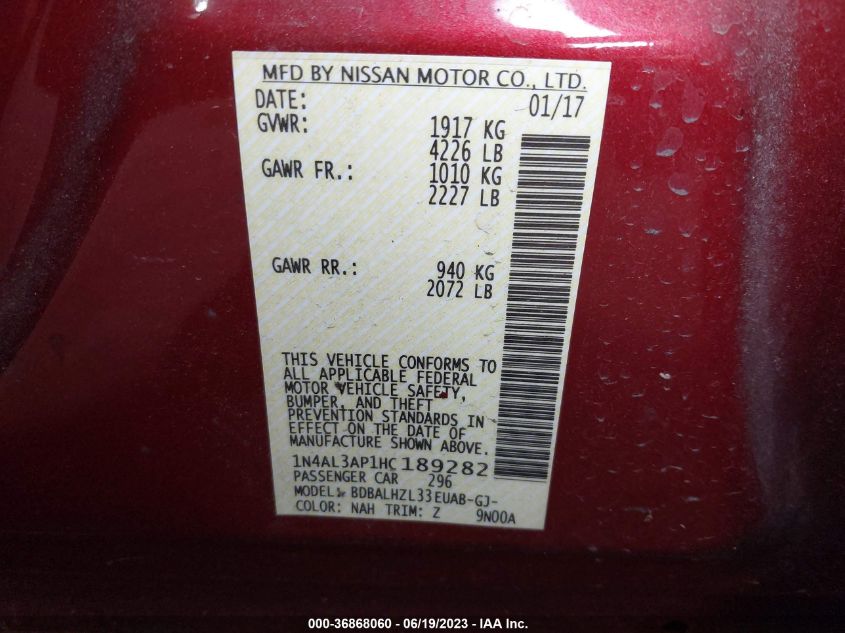 MFD BY NISSAN MOTOR CO., LTD.
DATE: 01/17
GVWR: 1917 KG
4226 LB
GAWR FR.: 1010 KG
2227 LB
GAWR RR.: 940 KG
2072 LB
THIS VEHICLE CONFORMS TO
ALL APPLICABLE FEDERAL
MOTOR VEHICLE SAFETY,
BUMPER, AND THEFT
PREVENTION STANDARDS IN
EFFECT ON THE DATE OF
MANUFACTURE SHOWN ABOVE.
1N4AL3AP1HC189282
PASSENGER CAR 296
MODEL: BDBALHZL33EUAB-GJ-
COLOR: NAH TRIM: Z 9N00A
000-36868060 - 06/19/2023 - IAA Inc.